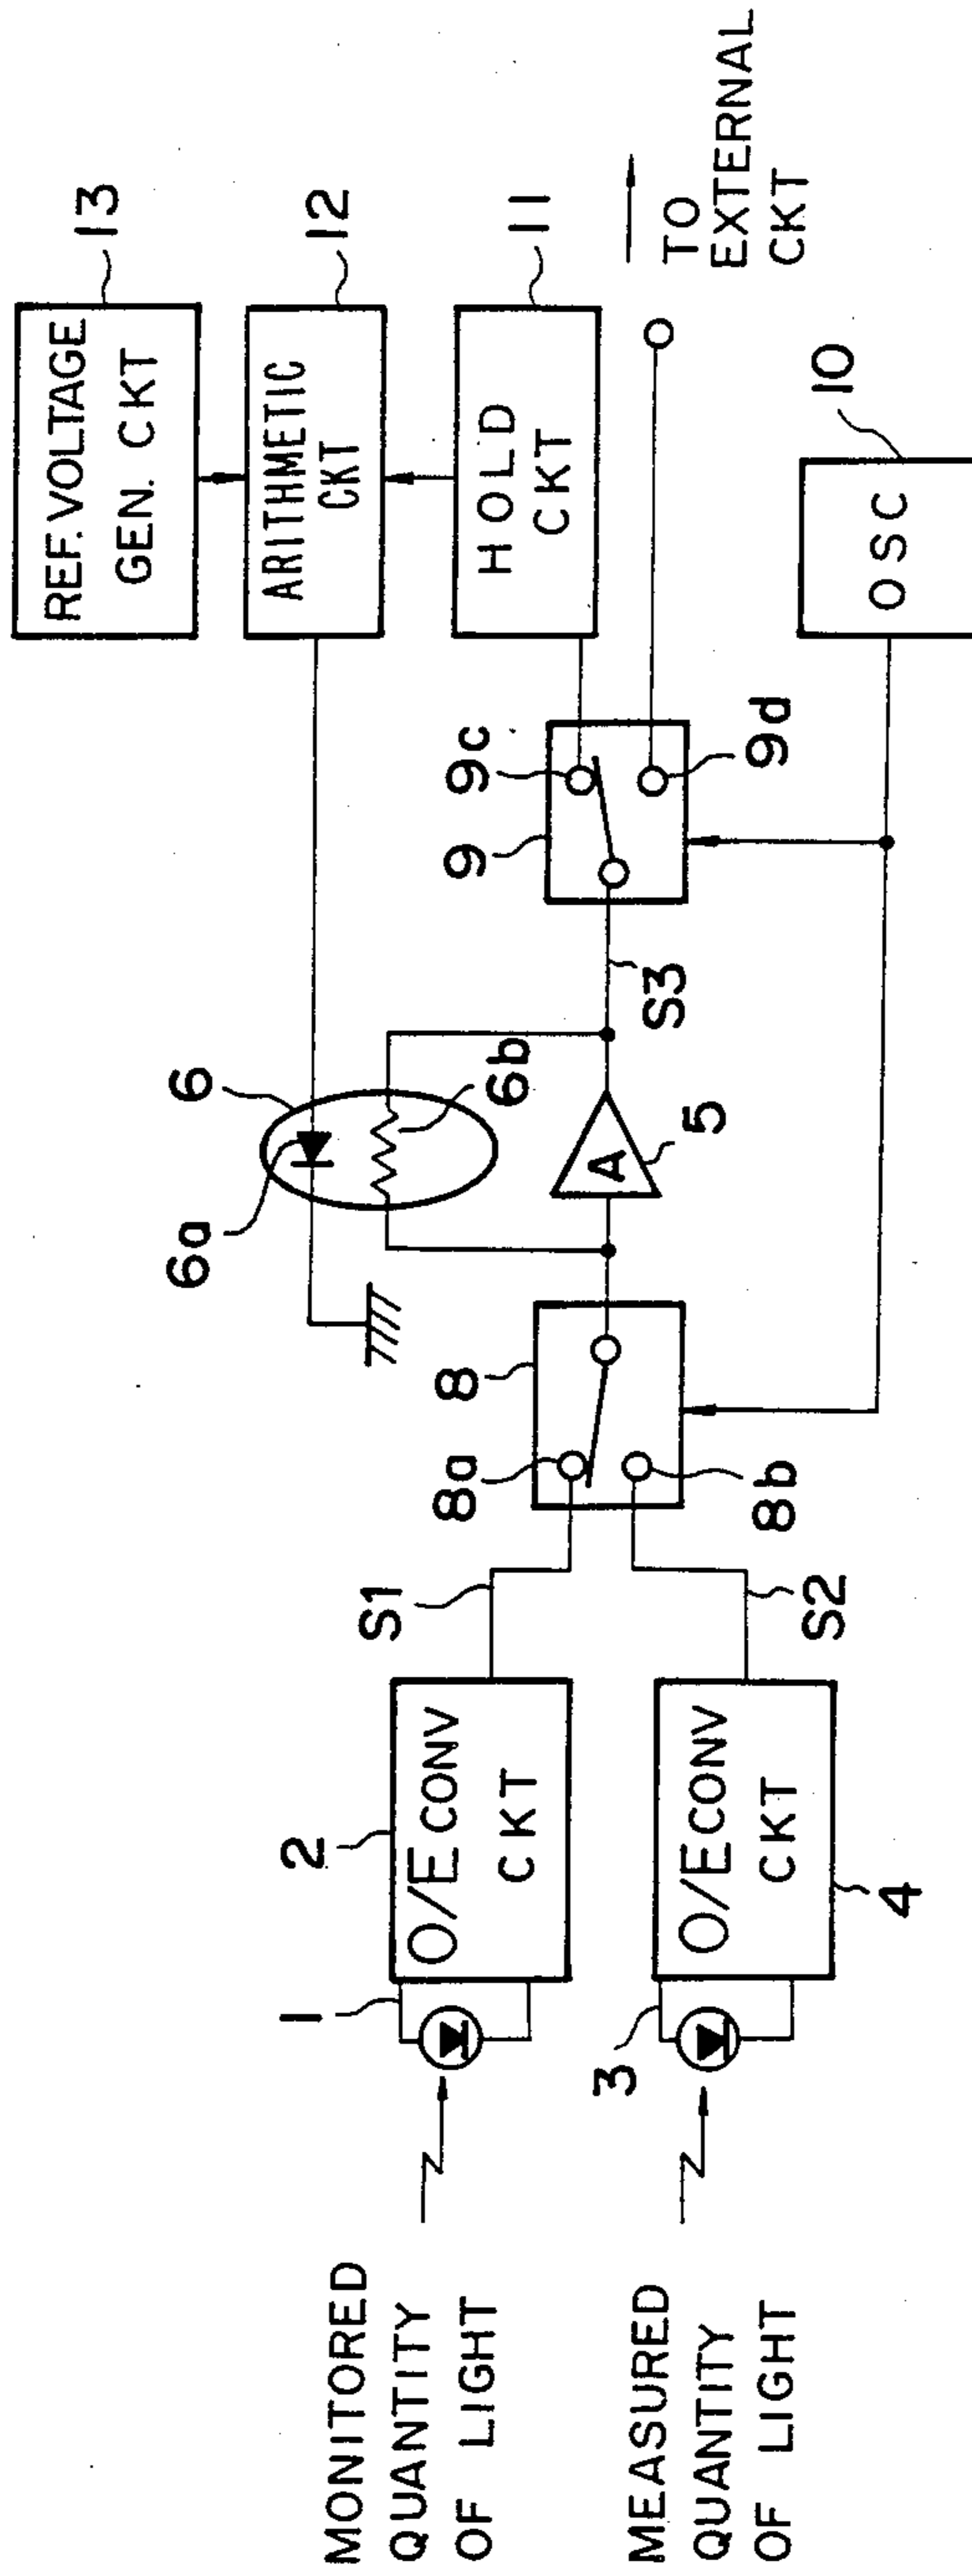 MONITORED
QUANTITY
OF LIGHT
MEASURED
QUANTITY
OF LIGHT
1
2
O/E CONV
CKT
S1
3
O/E CONV
CKT
4
S2
8a
8
8b
6a
6
6b
A
5
S3
9
9c
9d
REF. VOLTAGE
GEN. CKT
13
ARITHMETIC
CKT
12
HOLD
CKT
11
TO
EXTERNAL
CKT
OSC
10